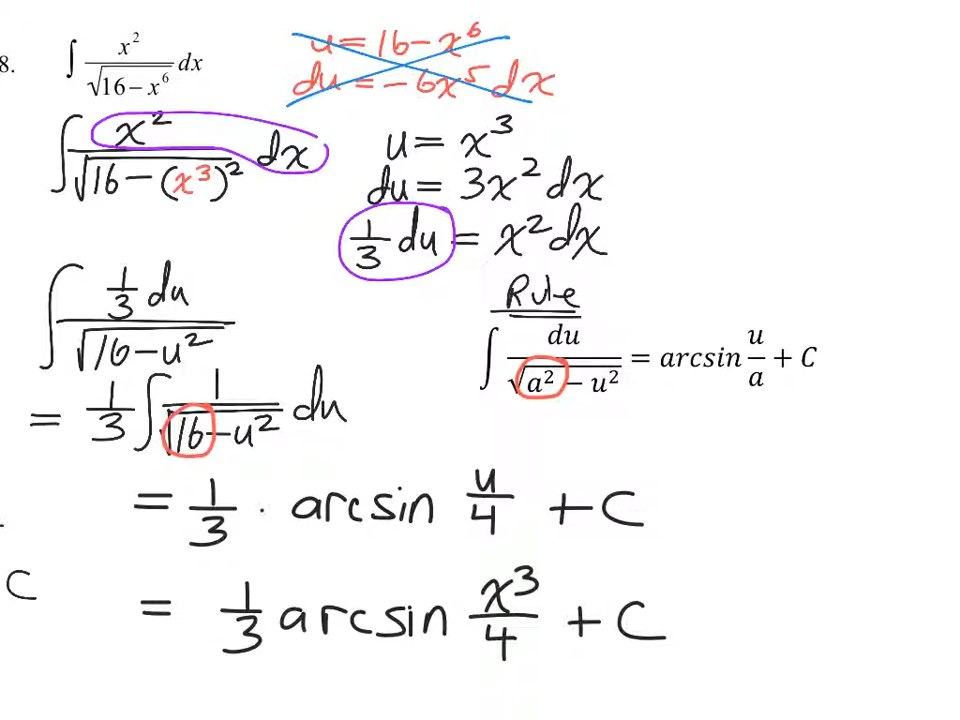 8. ∫ x²/√(16 − x⁶) dx
u = 16 − x⁶
du = −6x⁵ dx
∫ x²/√(16 − (x³)²) dx
u = x³
du = 3x² dx
1/3 du = x² dx
∫ (1/3 du)/√(16 − u²)
Rule
∫ du/√(a² − u²) = arcsin u/a + C
= 1/3 ∫ 1/√(16 − u²) du
= 1/3 · arcsin u/4 + C
C
= 1/3 arcsin x³/4 + C